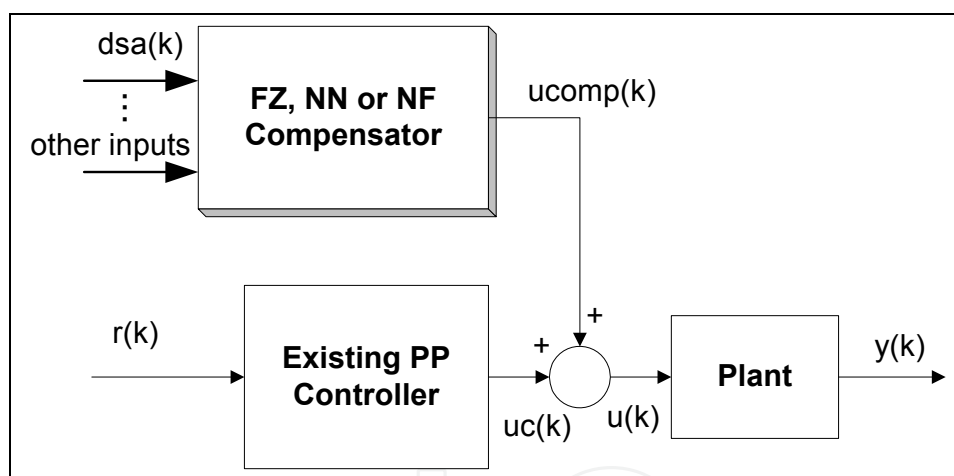 dsa(k)
⋮
other inputs
FZ, NN or NF
Compensator
ucomp(k)
r(k)
Existing PP
Controller
+
+
uc(k)
u(k)
Plant
y(k)